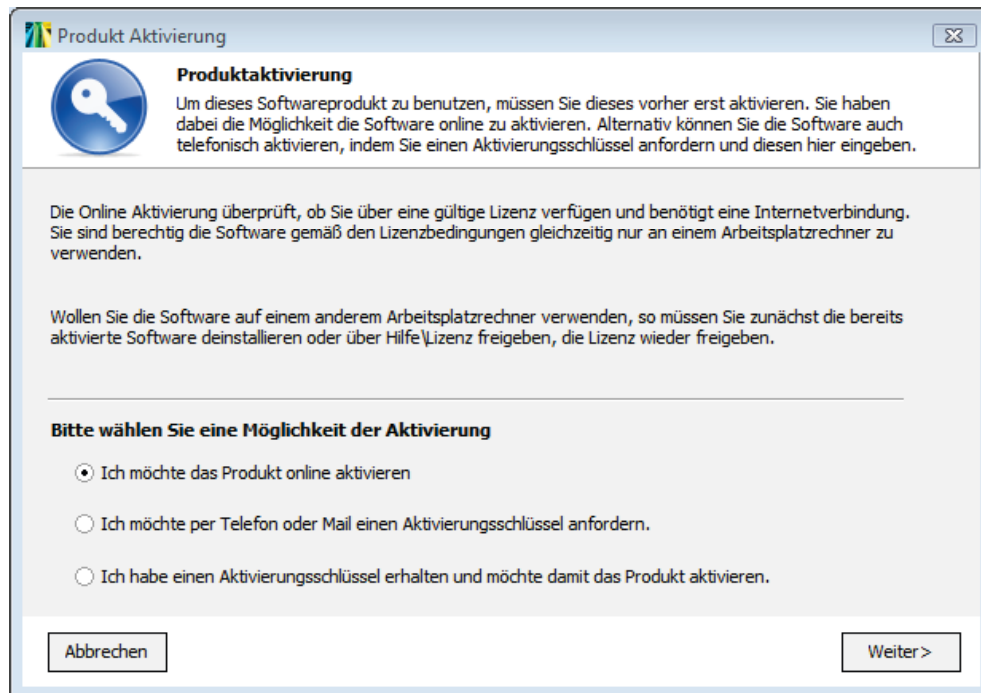 Produkt Aktivierung
Produktaktivierung
Um dieses Softwareprodukt zu benutzen, müssen Sie dieses vorher erst aktivieren. Sie haben
dabei die Möglichkeit die Software online zu aktivieren. Alternativ können Sie die Software auch
telefonisch aktivieren, indem Sie einen Aktivierungsschlüssel anfordern und diesen hier eingeben.
Die Online Aktivierung überprüft, ob Sie über eine gültige Lizenz verfügen und benötigt eine Internetverbindung.
Sie sind berechtig die Software gemäß den Lizenzbedingungen gleichzeitig nur an einem Arbeitsplatzrechner zu
verwenden.
Wollen Sie die Software auf einem anderem Arbeitsplatzrechner verwenden, so müssen Sie zunächst die bereits
aktivierte Software deinstallieren oder über Hilfe\Lizenz freigeben, die Lizenz wieder freigeben.
Bitte wählen Sie eine Möglichkeit der Aktivierung
Ich möchte das Produkt online aktivieren
Ich möchte per Telefon oder Mail einen Aktivierungsschlüssel anfordern.
Ich habe einen Aktivierungsschlüssel erhalten und möchte damit das Produkt aktivieren.
Abbrechen
Weiter>